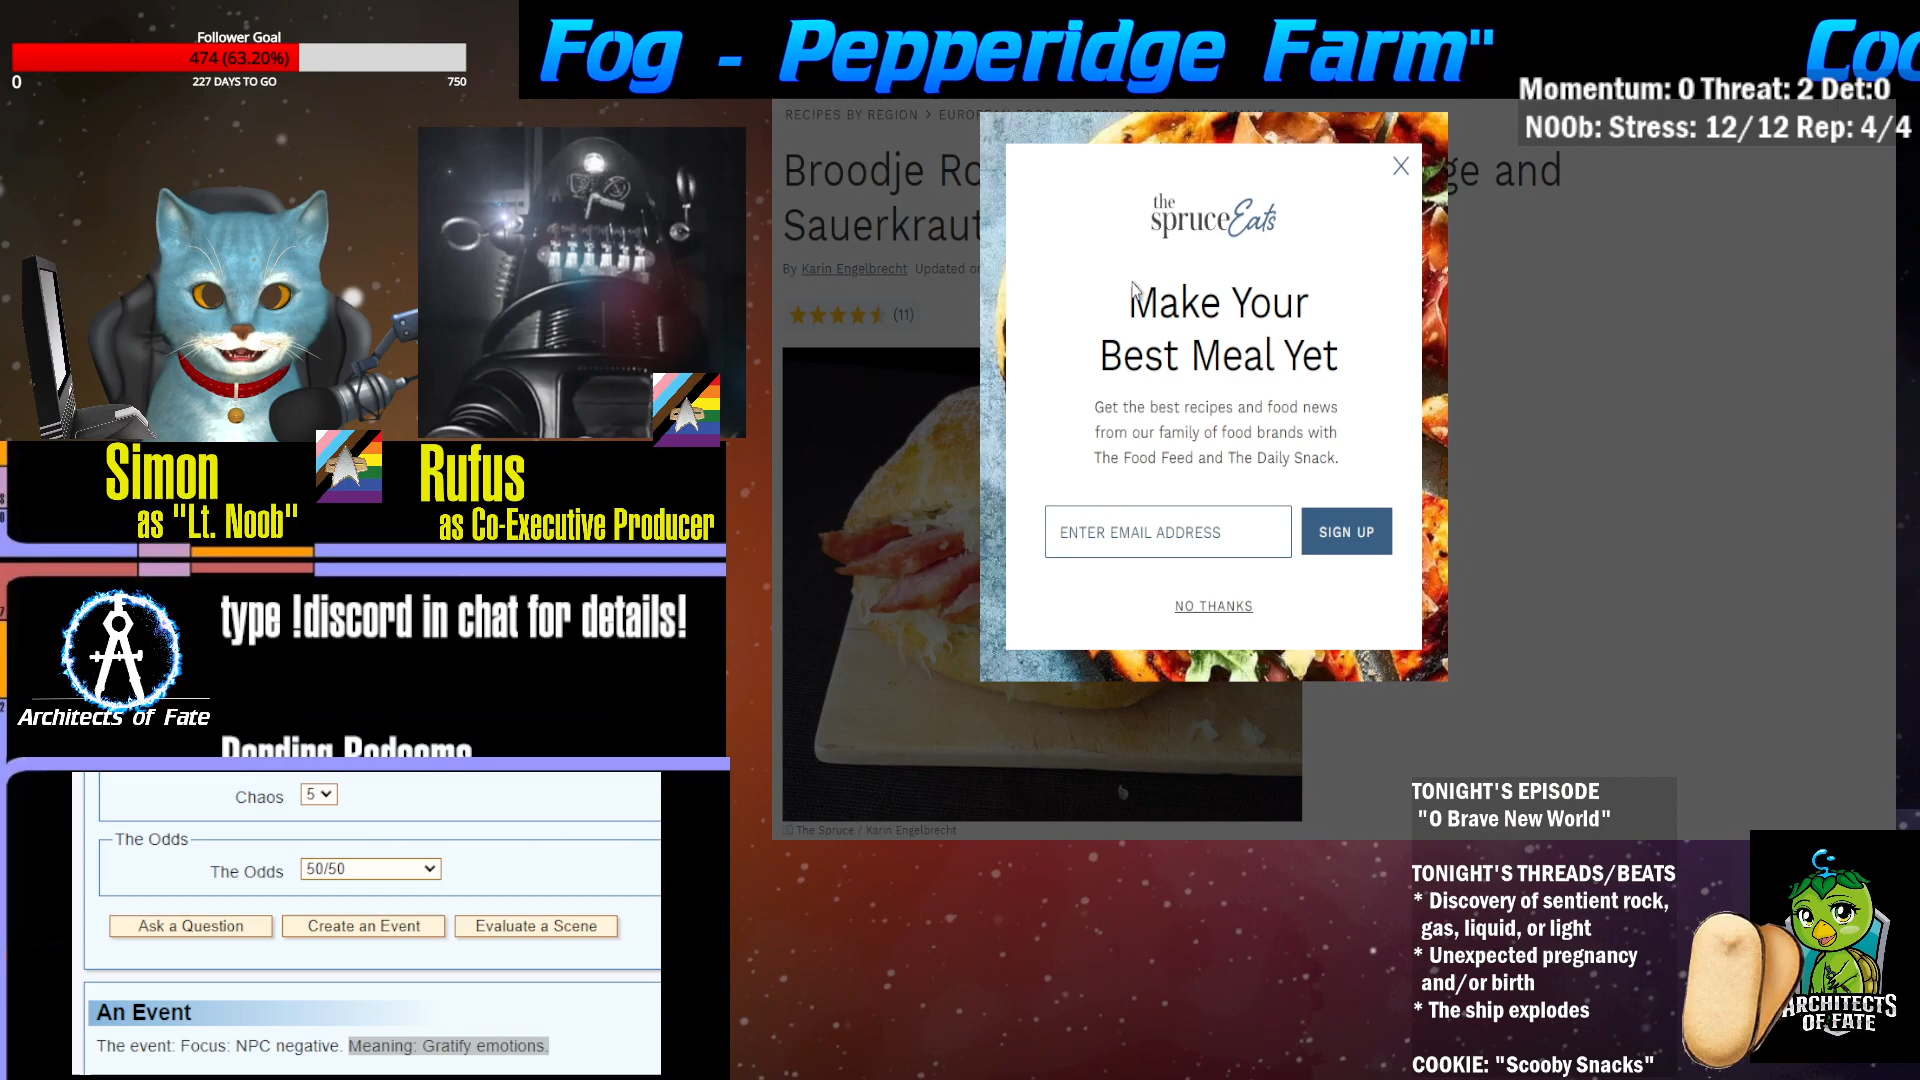 Follower Goal
474 (63.20%)
0
227 DAYS TO GO
750
Fog - Pepperidge Farm"
Coo
Momentum: 0 Threat: 2 Det:0
N00b: Stress: 12/12 Rep: 4/4
RECIPES BY REGION > EURO
Broodje Ro
ge and
Sauerkraut
By Karin Engelbrecht Updated on
(11)
X
the
spruce Eats
Make Your
Best Meal Yet
Get the best recipes and food news
from our family of food brands with
The Food Feed and The Daily Snack.
ENTER EMAIL ADDRESS
SIGN UP
NO THANKS
The Spruce / Karin Engelbrecht
Simon
as "Lt. Noob"
Rufus
as Co-Executive Producer
type !discord in chat for details!
Architects of Fate
Chaos
5
The Odds
The Odds
50/50
Ask a Question
Create an Event
Evaluate a Scene
An Event
The event: Focus: NPC negative. Meaning: Gratify emotions.
TONIGHT'S EPISODE
"O Brave New World"
TONIGHT'S THREADS/BEATS
* Discovery of sentient rock,
gas, liquid, or light
* Unexpected pregnancy
and/or birth
* The ship explodes
COOKIE: "Scooby Snacks"
ARCHITECTS
OF FATE